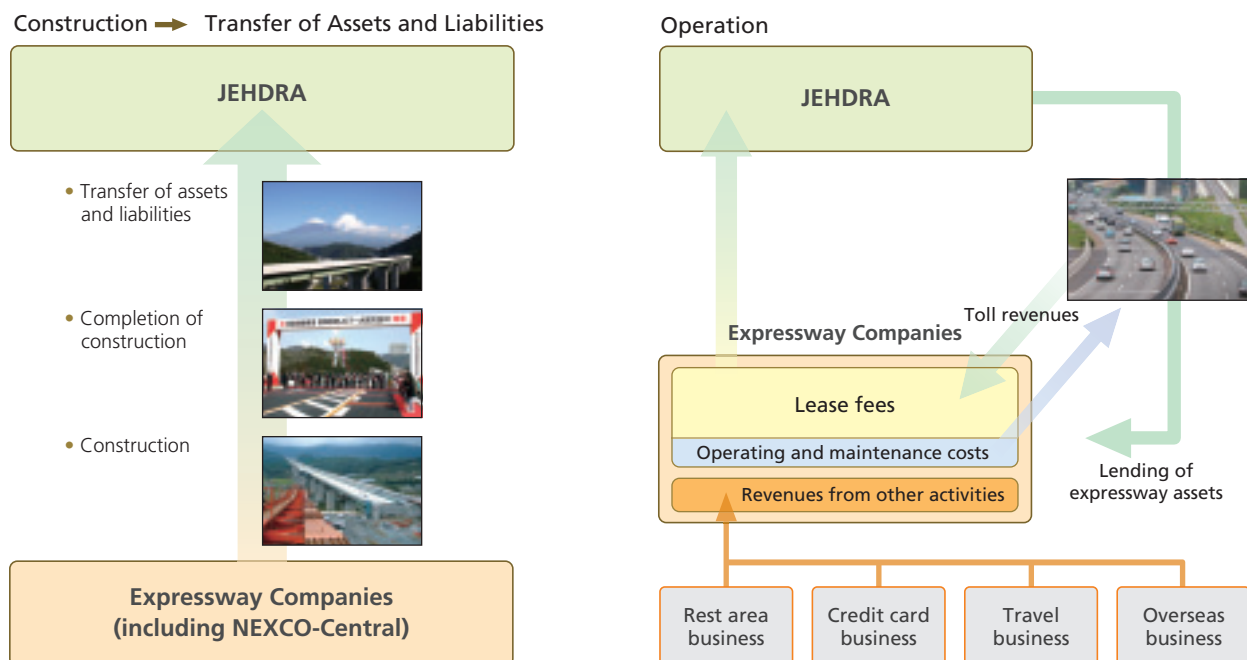 Construction → Transfer of Assets and Liabilities
JEHDRA
• Transfer of assets
and liabilities
• Completion of
construction
• Construction
Expressway Companies
(including NEXCO-Central)
Operation
JEHDRA
Toll revenues
Expressway Companies
Lease fees
Operating and maintenance costs
Revenues from other activities
Lending of
expressway assets
Rest area
business
Credit card
business
Travel
business
Overseas
business